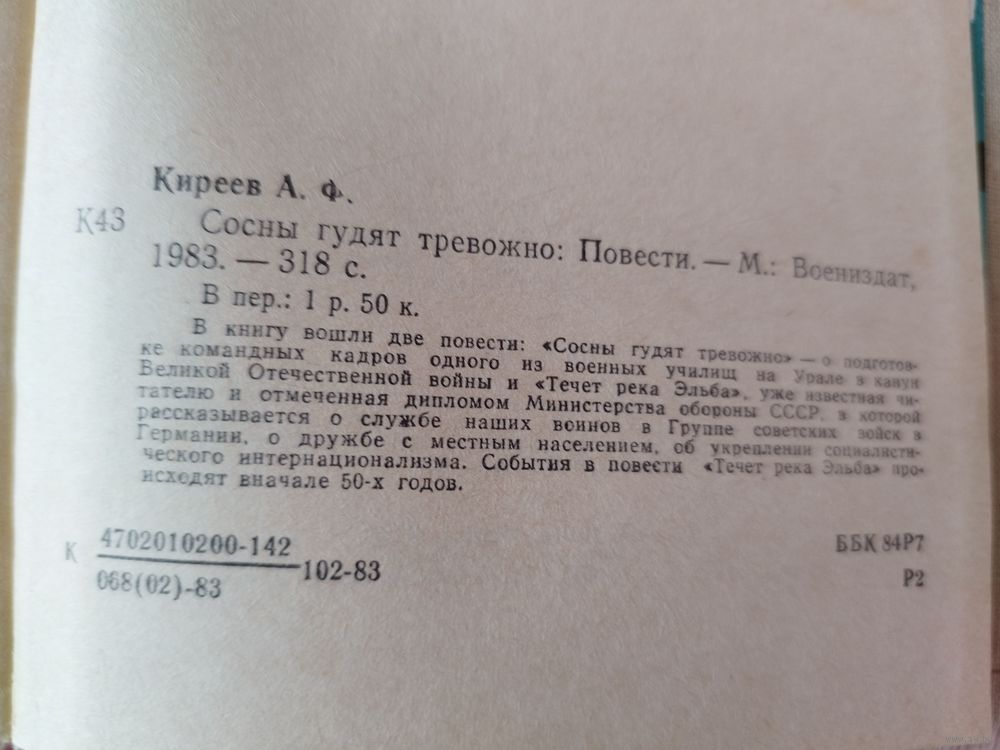 Киреев А. Ф.
К43 Сосны гудят тревожно: Повести. — М.: Воениздат,
1983. — 318 с.
В пер.: 1 р. 50 к.
В книгу вошли две повести: «Сосны гудят тревожно» — о подготов-
ке командных кадров одного из военных училищ на Урале в канун
Великой Отечественной войны и «Течет река Эльба», уже известная чи-
тателю и отмеченная дипломом Министерства обороны СССР, в которой
рассказывается о службе наших воинов в Группе советских войск в
Германии, о дружбе с местным населением, об укреплении социалисти-
ческого интернационализма. События в повести «Течет река Эльба» про-
исходят вначале 50-х годов.
К 4702010200-142
068(02)-83
102-83
ББК 84Р7
Р2